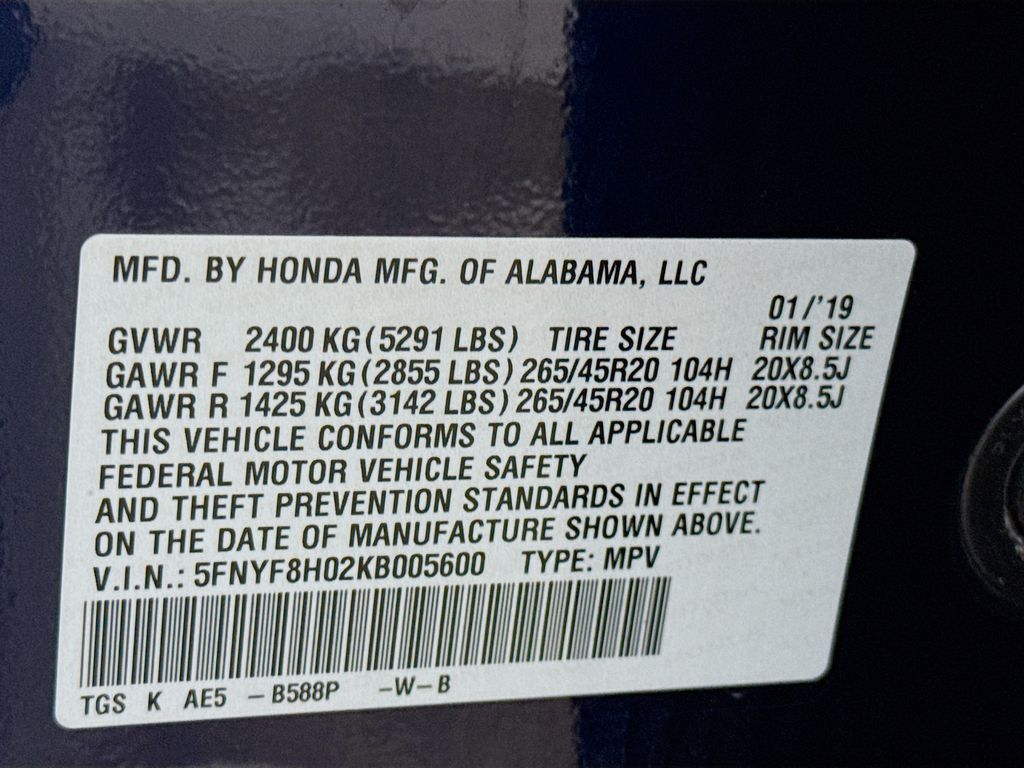 MFD. BY HONDA MFG. OF ALABAMA, LLC
01/'19
GVWR 2400 KG (5291 LBS) TIRE SIZE RIM SIZE
GAWR F 1295 KG (2855 LBS) 265/45R20 104H 20X8.5J
GAWR R 1425 KG (3142 LBS) 265/45R20 104H 20X8.5J
THIS VEHICLE CONFORMS TO ALL APPLICABLE
FEDERAL MOTOR VEHICLE SAFETY
AND THEFT PREVENTION STANDARDS IN EFFECT
ON THE DATE OF MANUFACTURE SHOWN ABOVE.
V.I.N.: 5FNYF8H02KB005600 TYPE: MPV
TGS K AE5 -B588P -W-B